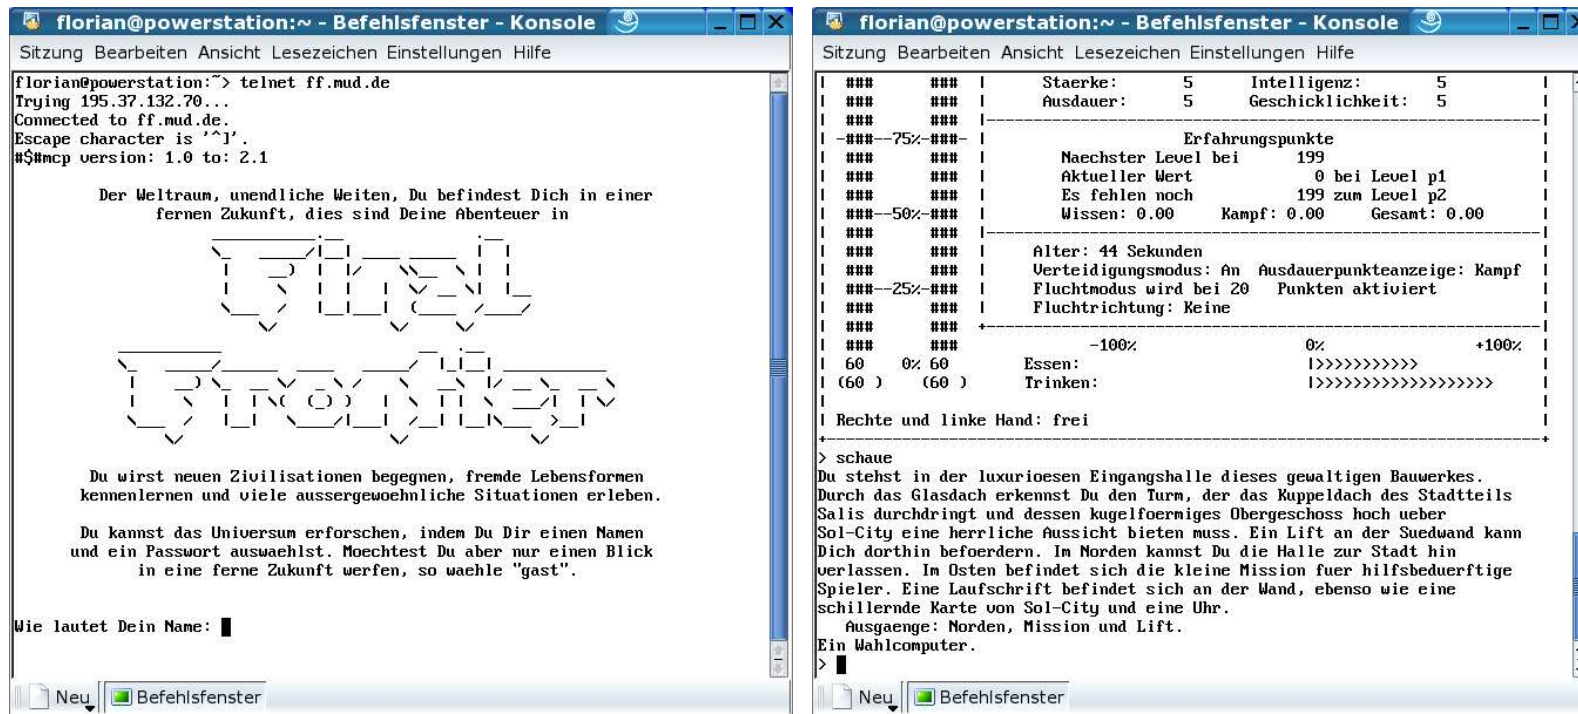 florian@powerstation:~ - Befehlsfenster - Konsole
Sitzung Bearbeiten Ansicht Lesezeichen Einstellungen Hilfe
florian@powerstation:~> telnet ff.mud.de
Trying 195.37.132.70...
Connected to ff.mud.de.
Escape character is '^]'.
#$#mcp version: 1.0 to: 2.1
Der Weltraum, unendliche Weiten, Du befindest Dich in einer
fernen Zukunft, dies sind Deine Abenteuer in
Final
Frontier
Du wirst neuen Zivilisationen begegnen, fremde Lebensformen
kennenlernen und viele aussergewoehnliche Situationen erleben.
Du kannst das Universum erforschen, indem Du Dir einen Namen
und ein Passwort auswaehlst. Moechtest Du aber nur einen Blick
in eine ferne Zukunft werfen, so waehle "gast".
Wie lautet Dein Name:
Neu Befehlsfenster
florian@powerstation:~ - Befehlsfenster - Konsole
Sitzung Bearbeiten Ansicht Lesezeichen Einstellungen Hilfe
| ### ### | Staerke: 5 Intelligenz: 5 |
| ### ### | Ausdauer: 5 Geschicklichkeit: 5 |
| ### ### |------------------------------------------------------------|
| -###--75%-###- | Erfahrungspunkte |
| ### ### | Naechster Level bei 199 |
| ### ### | Aktueller Wert 0 bei Level p1 |
| ### ### | Es fehlen noch 199 zum Level p2 |
| ###--50%-### | Wissen: 0.00 Kampf: 0.00 Gesamt: 0.00 |
| ### ### |------------------------------------------------------------|
| ### ### | Alter: 44 Sekunden |
| ### ### | Verteidigungsmodus: An Ausdauerpunkteanzeige: Kampf |
| ###--25%-### | Fluchtmodus wird bei 20 Punkten aktiviert |
| ### ### | Fluchtrichtung: Keine |
| ### ### +------------------------------------------------------------|
| ### ### -100% 0% +100% |
| 60 0% 60 Essen: |>>>>>>>>>>> |
| (60 ) (60 ) Trinken: |>>>>>>>>>>>>>>>>>>> |
| |
| Rechte und linke Hand: frei |
+------------------------------------------------------------------------------+
> schaue
Du stehst in der luxurioesen Eingangshalle dieses gewaltigen Bauwerkes.
Durch das Glasdach erkennst Du den Turm, der das Kuppeldach des Stadtteils
Salis durchdringt und dessen kugelfoermiges Obergeschoss hoch ueber
Sol-City eine herrliche Aussicht bieten muss. Ein Lift an der Suedwand kann
Dich dorthin befoerdern. Im Norden kannst Du die Halle zur Stadt hin
verlassen. Im Osten befindet sich die kleine Mission fuer hilfsbeduerftige
Spieler. Eine Laufschrift befindet sich an der Wand, ebenso wie eine
schillernde Karte von Sol-City und eine Uhr.
Ausgaenge: Norden, Mission und Lift.
Ein Wahlcomputer.
>
Neu Befehlsfenster